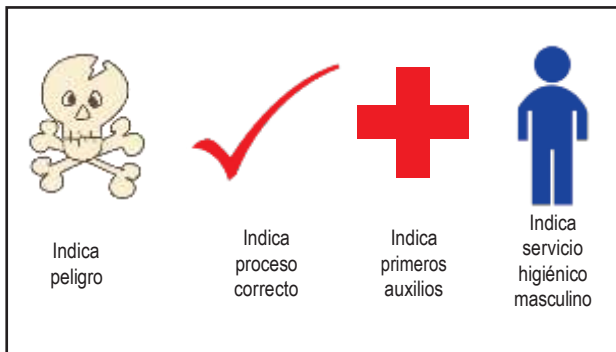 Indica
peligro
Indica
proceso
correcto
Indica
primeros
auxilios
Indica
servicio
higiénico
masculino